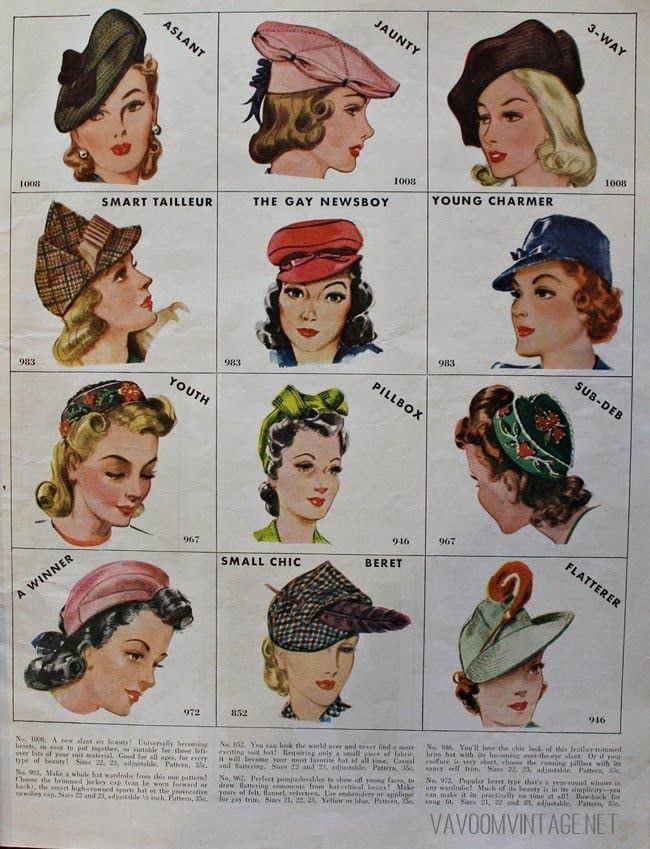 ASLANT
JAUNTY
3-WAY
1008
1008
1008
SMART TAILLEUR
THE GAY NEWSBOY
YOUNG CHARMER
983
983
983
YOUTH
PILLBOX
SUB-DEB
967
946
967
A WINNER
SMALL CHIC BERET
FLATTERER
972
852
946
No. 1008. A new slant on beauty! Universally becoming
berets, so easy to put together, so suitable for those left-
over bits of your suit material. Good for all ages, for every
type of beauty! Sizes 22, 23, adjustable. Pattern, 35c.
No. 983. Make a whole hat wardrobe from this one pattern!
Choose the brimmed jockey cap (can be worn forward or
back), the smart high-crowned sports hat or the provocative
newsboy cap. Sizes 22 and 23, adjustable ½ inch. Pattern, 35c.
No. 852. You can look the world over and never find a more
exciting suit hat! Requiring only a small piece of fabric,
it will become your most favorite hat of all time. Casual
and flattering. Sizes 22 and 23, adjustable. Pattern, 35c.
No. 967. Perfect pompadorables to show off young faces, to
draw flattering comments from hat-critical beaux! Make
yours of felt, flannel, velveteen. Use embroidery or appliqué
for gay trim. Sizes 21, 22, 23. Yellow or blue. Pattern, 35c.
No. 946. You'll love the chic look of this feather-trimmed
brim hat with its becoming over-the-eye slant. Or if your
coiffure is very short, choose the cunning pillbox with its
saucy self trim. Sizes 22, 23, adjustable. Pattern, 35c.
No. 972. Popular beret that's a year-round winner in
any wardrobe! Much of its beauty is in its simplicity—you
can make it in practically no time at all! Bow-back for
snug fit. Sizes 21, 22 and 23, adjustable. Pattern, 35c.
VAVOOMVINTAGE.NET